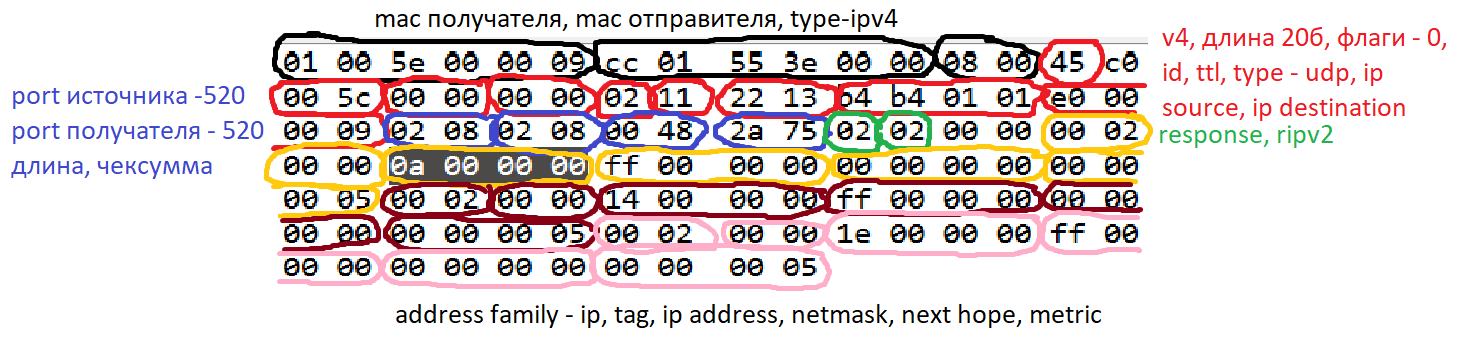 mac получателя, mac отправителя, type-ipv4
01 00 5e 00 00 09 cc 01 55 3e 00 00 08 00 45 c0
00 5c 00 00 00 00 02 11 22 13 b4 b4 01 01 e0 00
00 09 02 08 02 08 00 48 2a 75 02 02 00 00 00 02
00 00 0a 00 00 00 ff 00 00 00 00 00 00 00 00 00
00 05 00 02 00 00 14 00 00 00 ff 00 00 00 00 00
00 00 00 00 00 05 00 02 00 00 1e 00 00 00 ff 00
00 00 00 00 00 00 00 00 00 05
v4, длина 20б, флаги - 0,
id, ttl, type - udp, ip
source, ip destination
response, ripv2
port источника -520
port получателя - 520
длина, чексумма
address family - ip, tag, ip address, netmask, next hope, metric